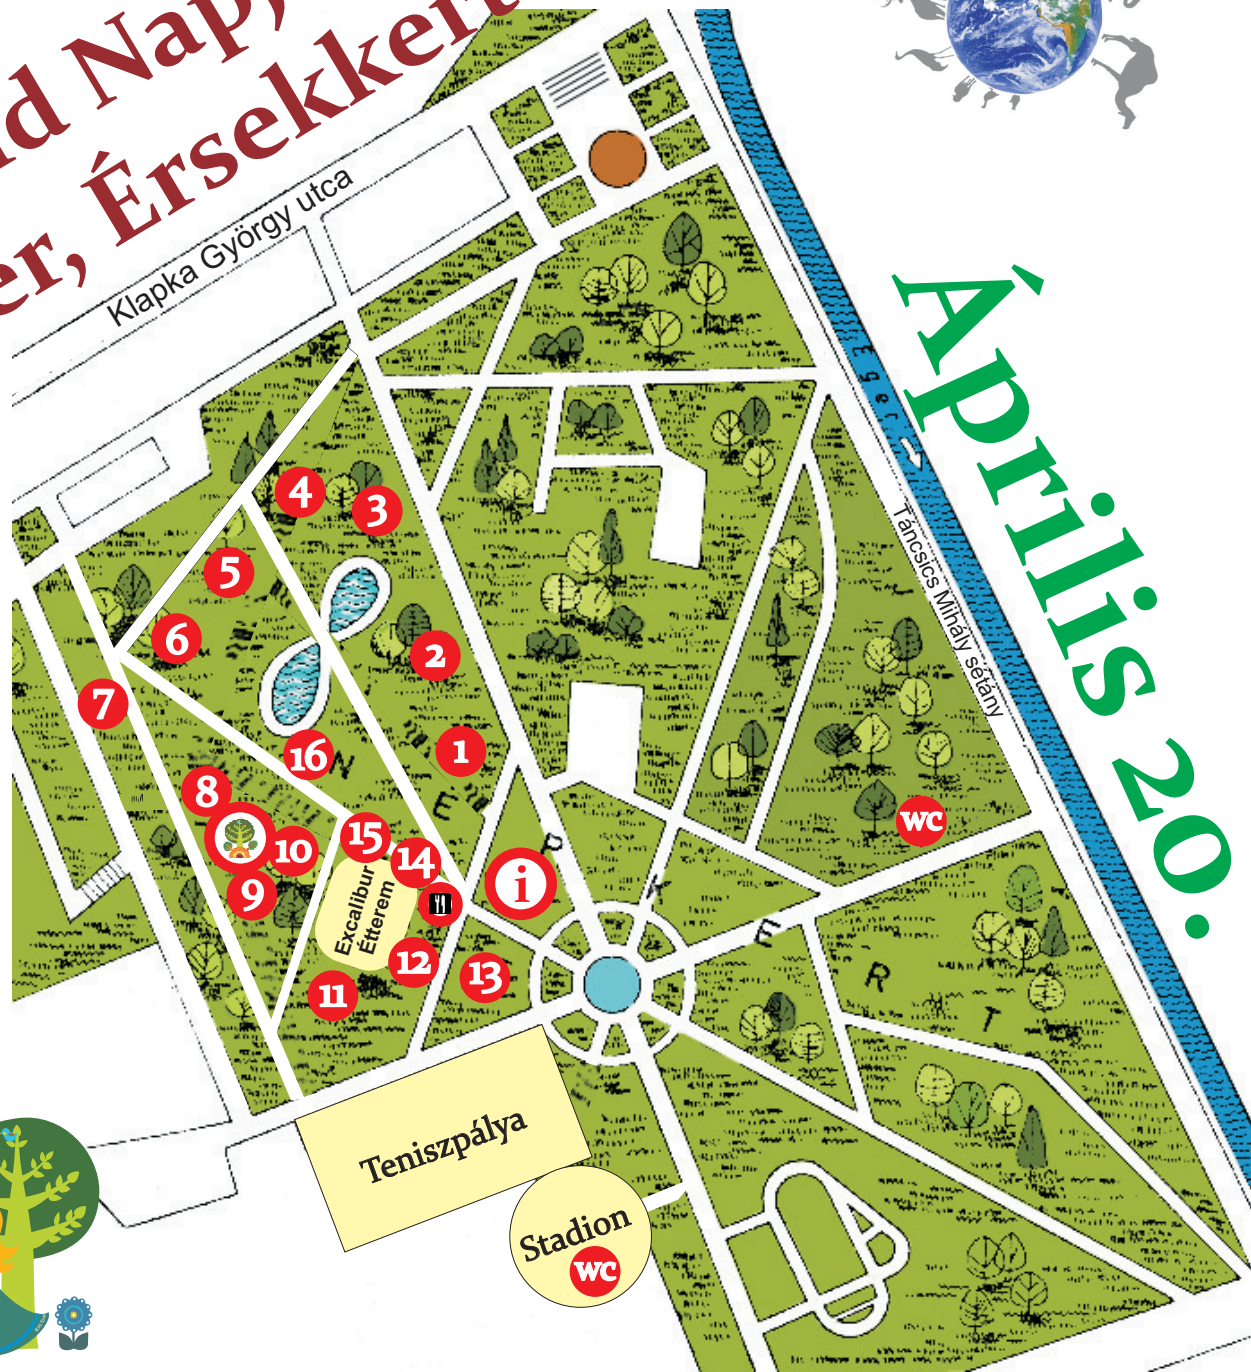 Nap,
Érsekkert
Klapka György utca
Április 20.
Eger
Táncsics Mihály sétány
4
3
5
6
2
7
1
16
N
É
P
K
E
R
T
8
10
9
15
14
i
wc
Excalibur
Étterem
12
13
11
Teniszpálya
Stadion
wc